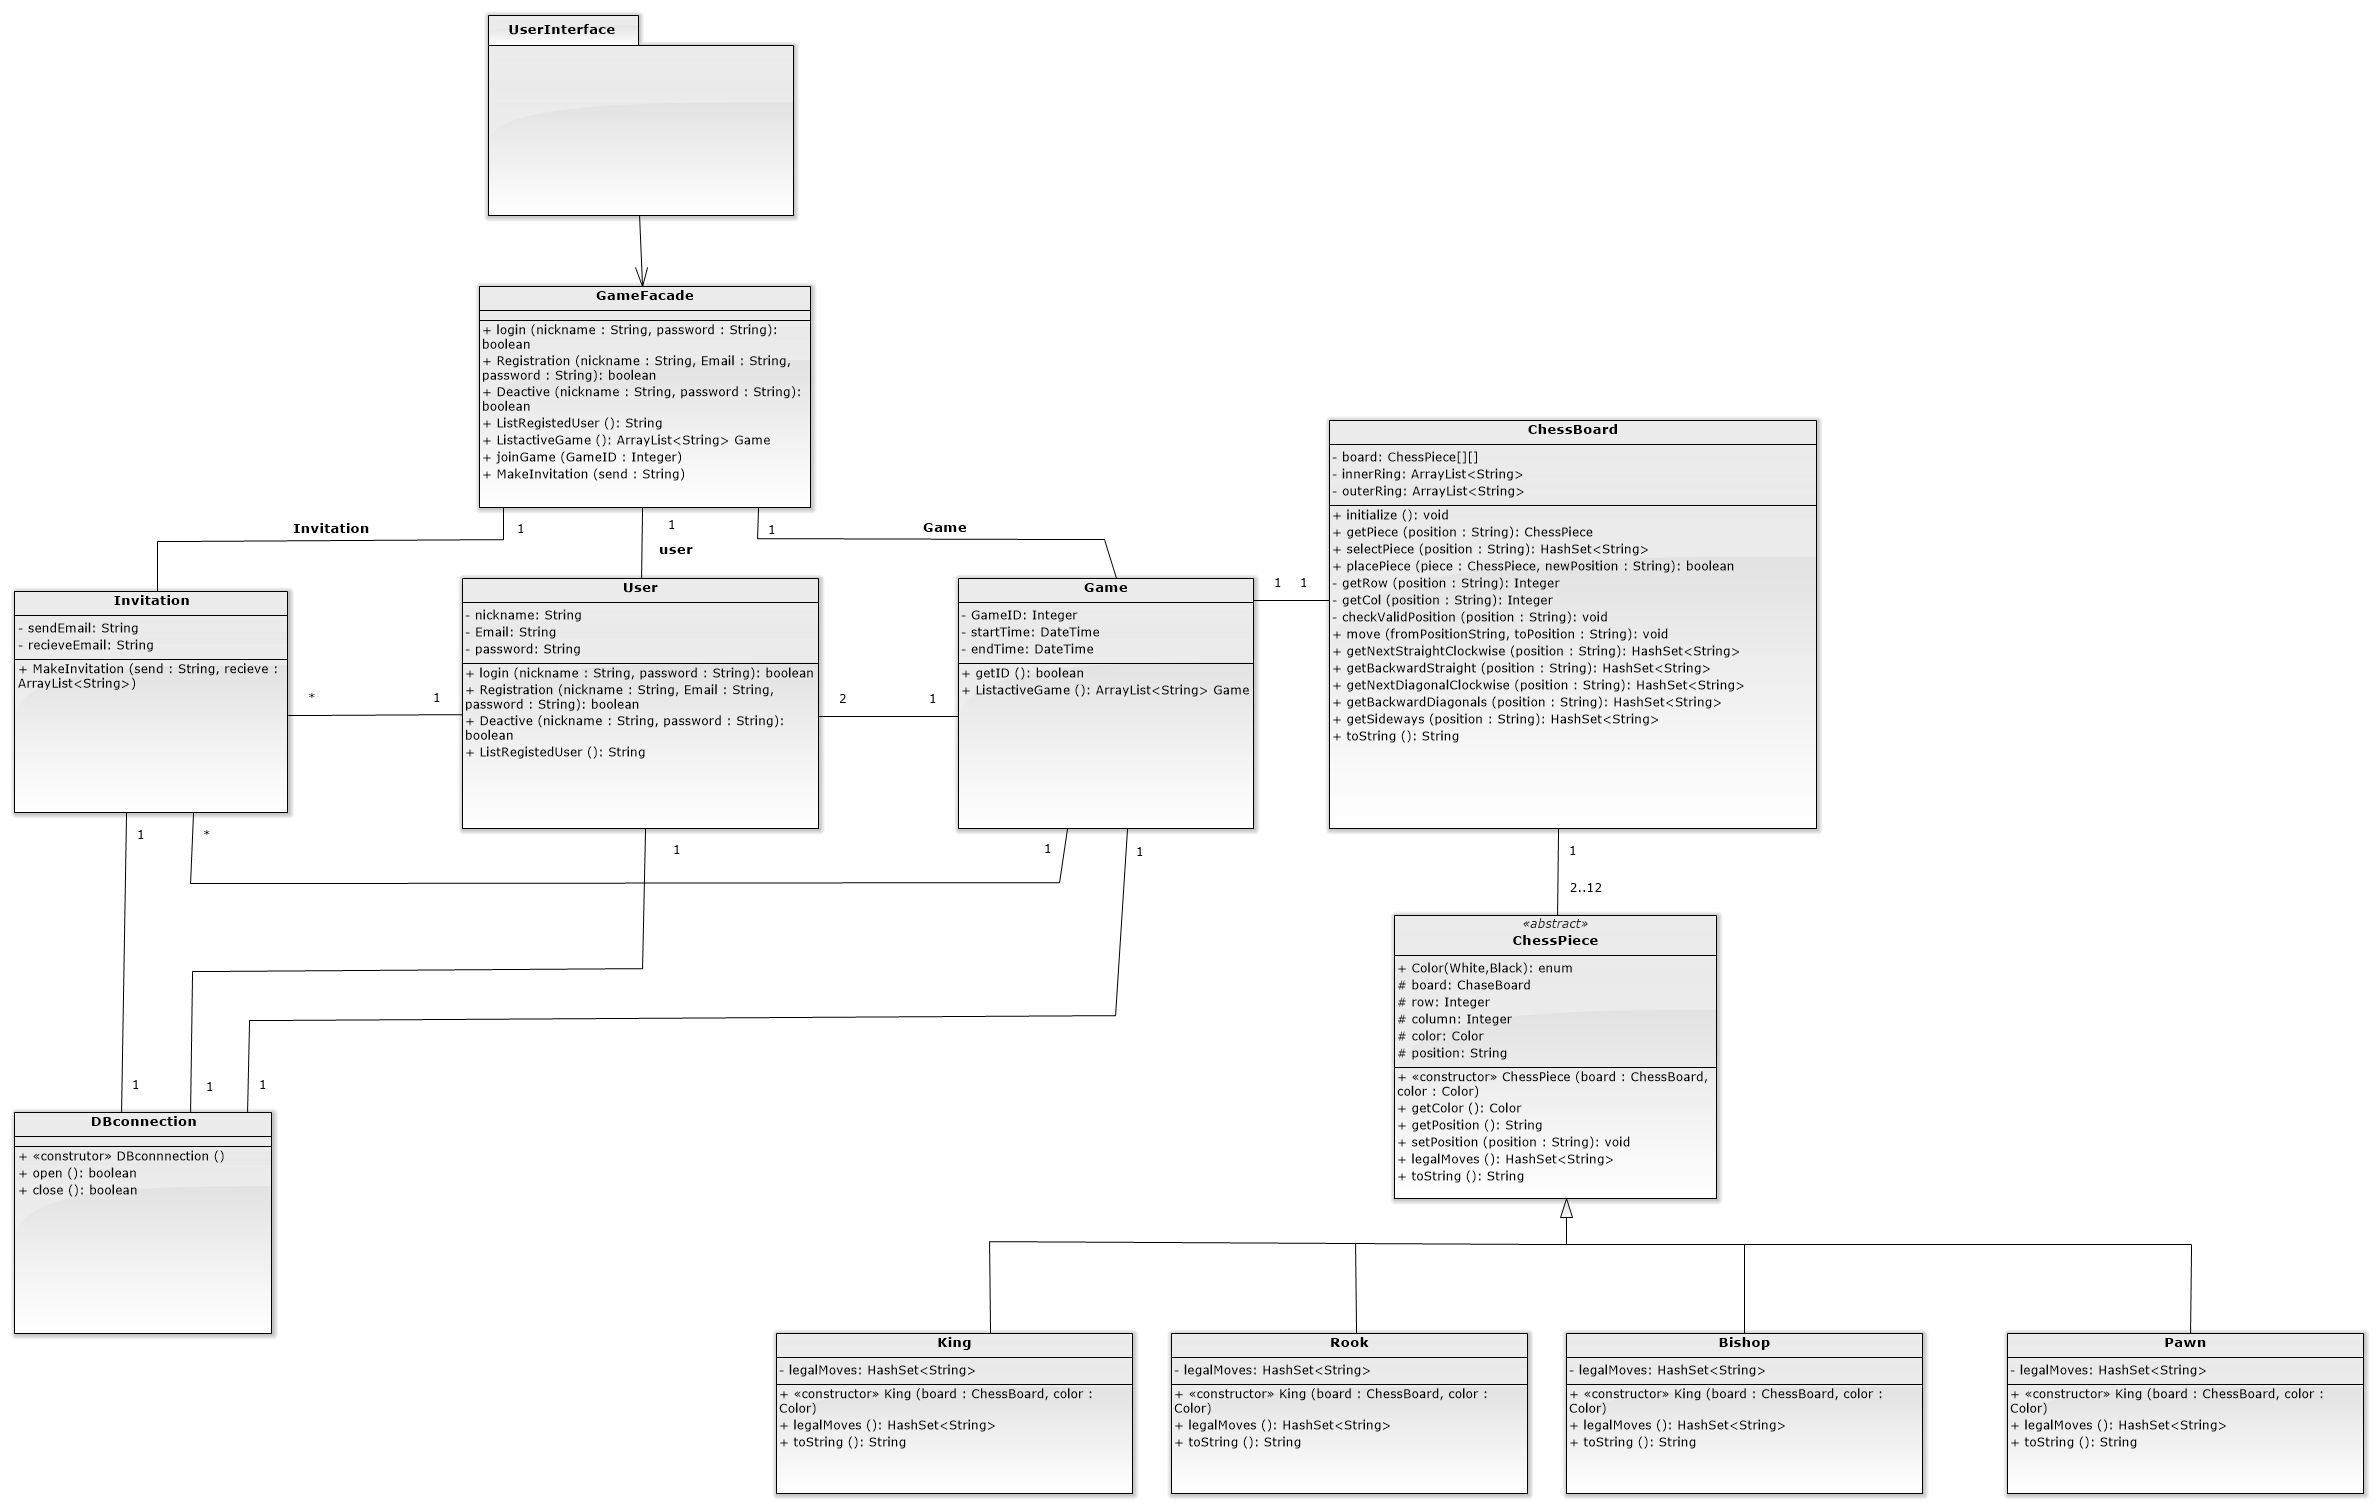 UserInterface
GameFacade
+ login (nickname : String, password : String):
boolean
+ Registration (nickname : String, Email : String,
password : String): boolean
+ Deactive (nickname : String, password : String):
boolean
+ ListRegistedUser (): String
+ ListactiveGame (): ArrayList<String> Game
+ joinGame (GameID : Integer)
+ MakeInvitation (send : String)
Invitation
1
1
user
1
Game
Invitation
- sendEmail: String
- recieveEmail: String
+ MakeInvitation (send : String, recieve :
ArrayList<String>)
*
1
User
- nickname: String
- Email: String
- password: String
+ login (nickname : String, password : String): boolean
+ Registration (nickname : String, Email : String,
password : String): boolean
+ Deactive (nickname : String, password : String):
boolean
+ ListRegistedUser (): String
2
1
Game
- GameID: Integer
- startTime: DateTime
- endTime: DateTime
+ getID (): boolean
+ ListactiveGame (): ArrayList<String> Game
1
1
ChessBoard
- board: ChessPiece[][]
- innerRing: ArrayList<String>
- outerRing: ArrayList<String>
+ initialize (): void
+ getPiece (position : String): ChessPiece
+ selectPiece (position : String): HashSet<String>
+ placePiece (piece : ChessPiece, newPosition : String): boolean
- getRow (position : String): Integer
- getCol (position : String): Integer
- checkValidPosition (position : String): void
+ move (fromPositionString, toPosition : String): void
+ getNextStraightClockwise (position : String): HashSet<String>
+ getBackwardStraight (position : String): HashSet<String>
+ getNextDiagonalClockwise (position : String): HashSet<String>
+ getBackwardDiagonals (position : String): HashSet<String>
+ getSideways (position : String): HashSet<String>
+ toString (): String
1
*
1
1
1
1
2..12
«abstract»
ChessPiece
+ Color(White,Black): enum
# board: ChaseBoard
# row: Integer
# column: Integer
# color: Color
# position: String
+ «constructor» ChessPiece (board : ChessBoard,
color : Color)
+ getColor (): Color
+ getPosition (): String
+ setPosition (position : String): void
+ legalMoves (): HashSet<String>
+ toString (): String
1
1
1
DBconnection
+ «construtor» DBconnnection ()
+ open (): boolean
+ close (): boolean
King
- legalMoves: HashSet<String>
+ «constructor» King (board : ChessBoard, color :
Color)
+ legalMoves (): HashSet<String>
+ toString (): String
Rook
- legalMoves: HashSet<String>
+ «constructor» King (board : ChessBoard, color :
Color)
+ legalMoves (): HashSet<String>
+ toString (): String
Bishop
- legalMoves: HashSet<String>
+ «constructor» King (board : ChessBoard, color :
Color)
+ legalMoves (): HashSet<String>
+ toString (): String
Pawn
- legalMoves: HashSet<String>
+ «constructor» King (board : ChessBoard, color :
Color)
+ legalMoves (): HashSet<String>
+ toString (): String